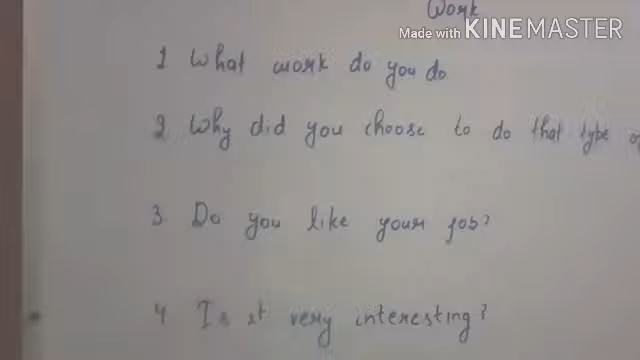 Work
Made with KINEMASTER
1 What work do you do
2 Why did you choose to do that type
3 Do you like your job?
4 Is it very interesting?